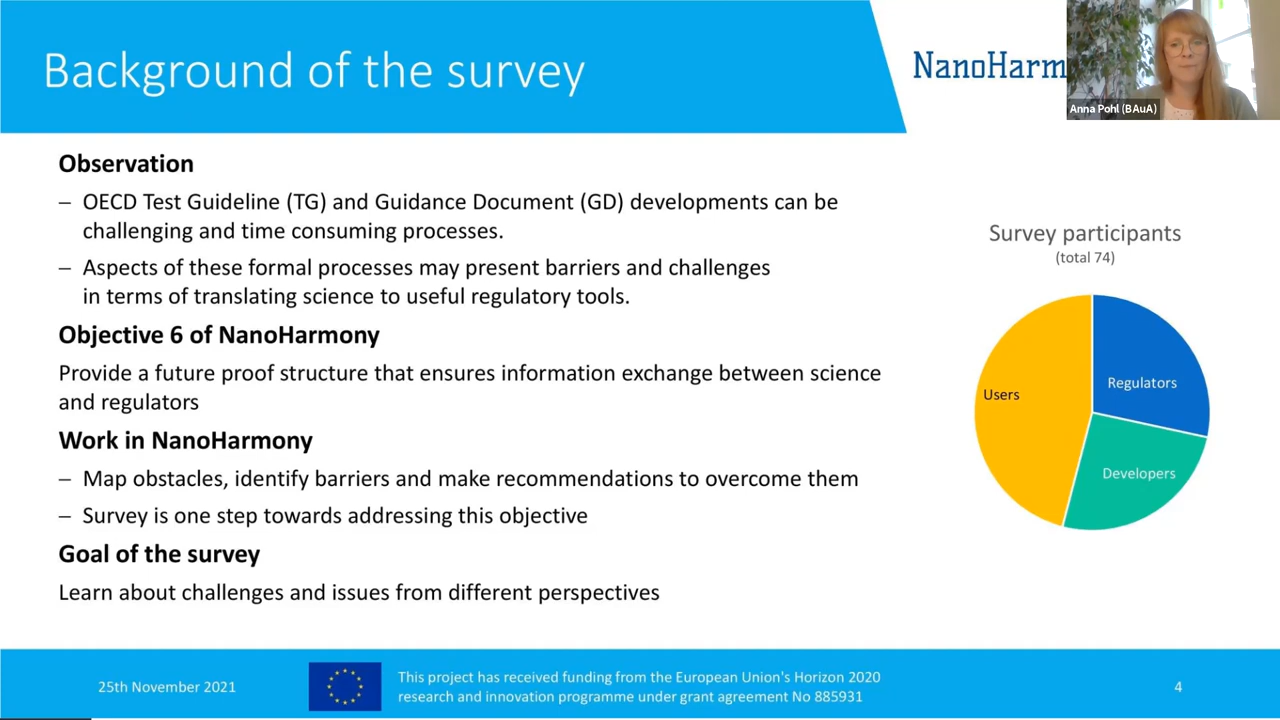 Background of the survey
NanoHarm
Anna Pohl (BAuA)
Observation
– OECD Test Guideline (TG) and Guidance Document (GD) developments can be
challenging and time consuming processes.
– Aspects of these formal processes may present barriers and challenges
in terms of translating science to useful regulatory tools.
Objective 6 of NanoHarmony
Provide a future proof structure that ensures information exchange between science
and regulators
Work in NanoHarmony
– Map obstacles, identify barriers and make recommendations to overcome them
– Survey is one step towards addressing this objective
Goal of the survey
Learn about challenges and issues from different perspectives
Survey participants
(total 74)
Users
Regulators
Developers
25th November 2021
This project has received funding from the European Union's Horizon 2020
research and innovation programme under grant agreement No 885931
4